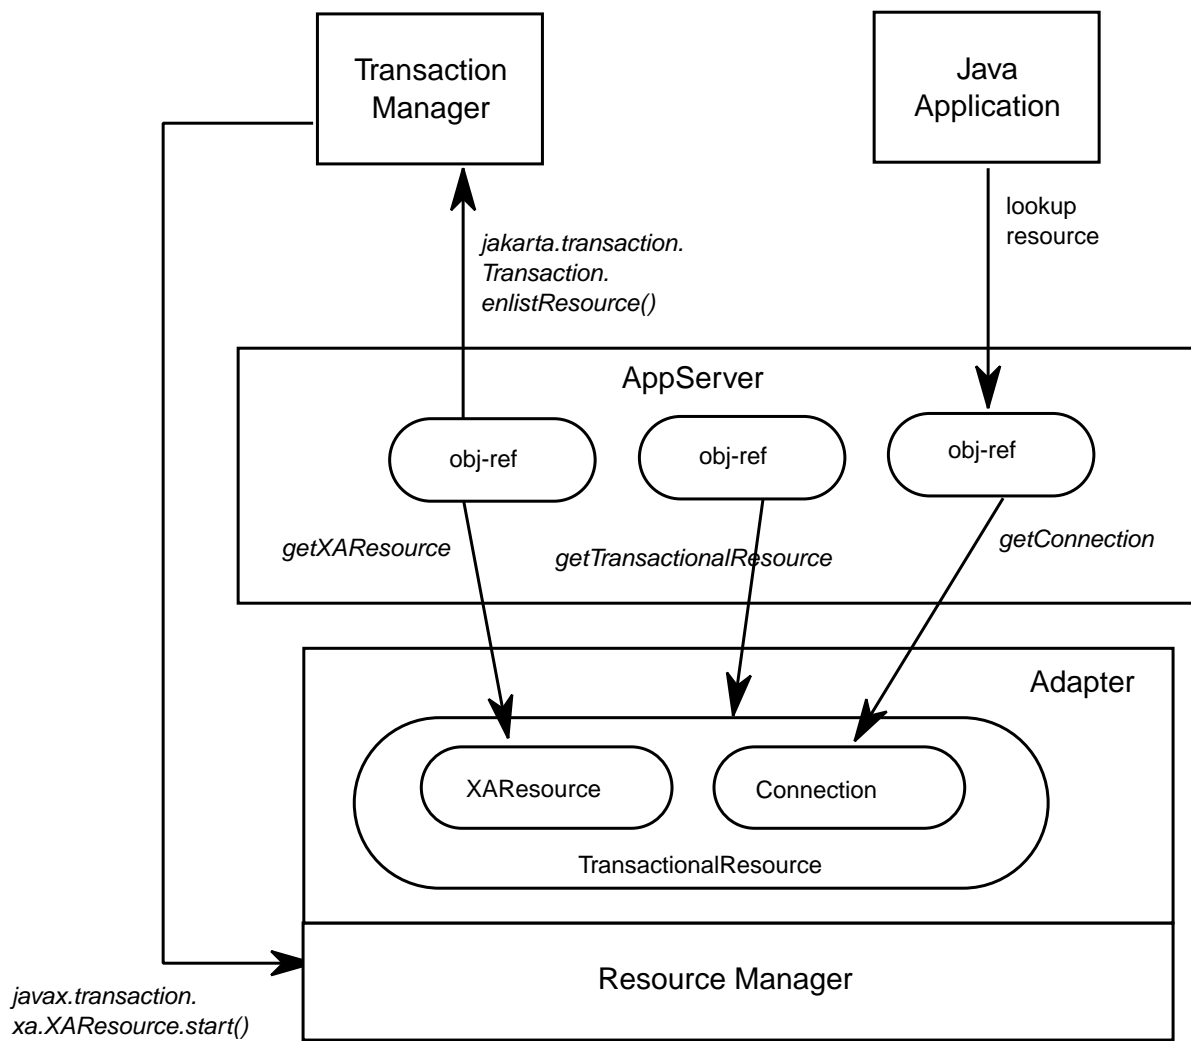 Transaction
Manager
Java
Application
lookup
resource
jakarta.transaction.
Transaction.
enlistResource()
AppServer
obj-ref
obj-ref
obj-ref
getXAResource
getTransactionalResource
getConnection
Adapter
XAResource
Connection
TransactionalResource
Resource Manager
javax.transaction.
xa.XAResource.start()